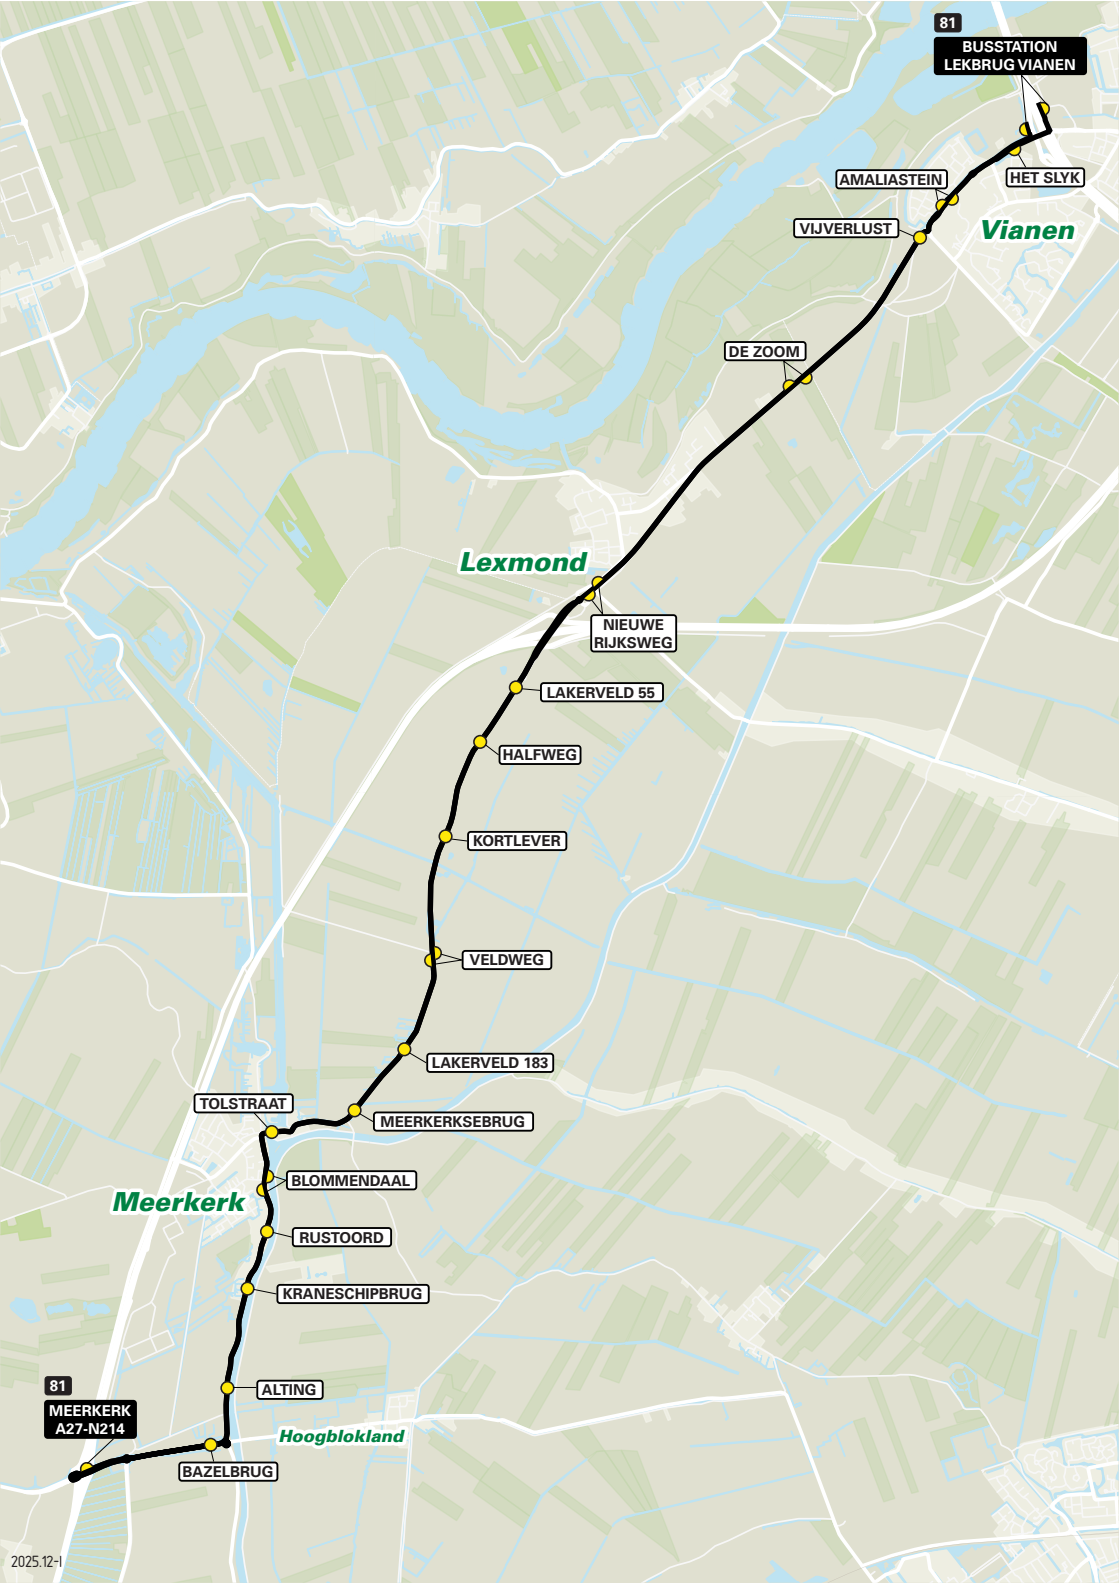 81
BUSSTATION
LEKBRUG VIANEN
HET SLYK
AMALIASTEIN
VIJVERLUST
Vianen
DE ZOOM
Lexmond
NIEUWE
RIJKSWEG
LAKERVELD 55
HALFWEG
KORTLEVER
VELDWEG
LAKERVELD 183
TOLSTRAAT
MEERKERKSEBRUG
BLOMMENDAAL
Meerkerk
RUSTOORD
KRANESCHIPBRUG
81
ALTING
MEERKERK
A27-N214
Hoogblokland
BAZELBRUG
2025.12-I